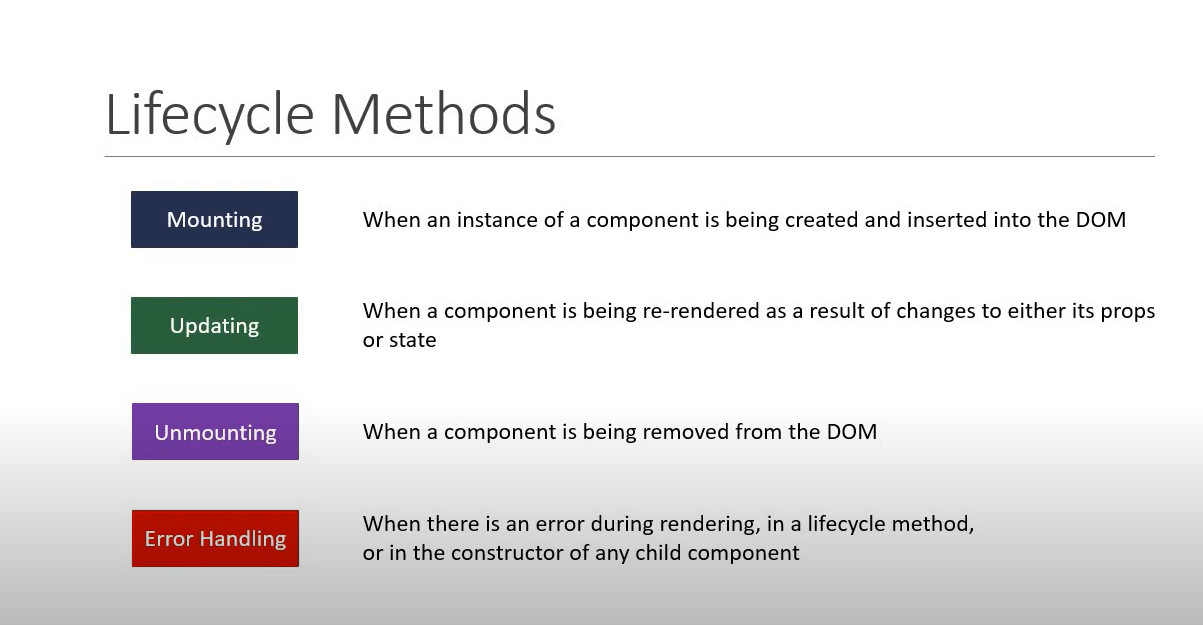 Lifecycle Methods
Mounting
When an instance of a component is being created and inserted into the DOM
Updating
When a component is being re-rendered as a result of changes to either its props
or state
Unmounting
When a component is being removed from the DOM
Error Handling
When there is an error during rendering, in a lifecycle method,
or in the constructor of any child component